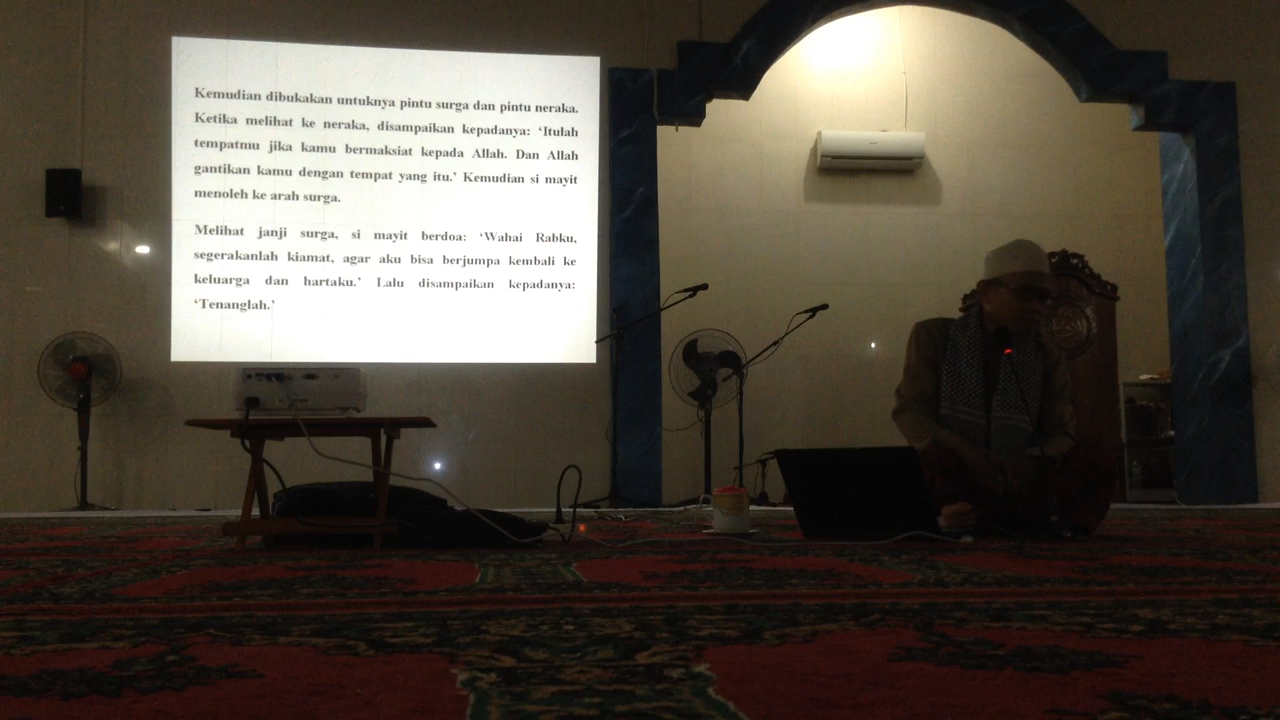 Kemudian dibukakan untuknya pintu surga dan pintu neraka.
Ketika melihat ke neraka, disampaikan kepadanya: ‘Itulah
tempatmu jika kamu bermaksiat kepada Allah. Dan Allah
gantikan kamu dengan tempat yang itu.’ Kemudian si mayit
menoleh ke arah surga.
Melihat janji surga, si mayit berdoa: ‘Wahai Rabku,
segerakanlah kiamat, agar aku bisa berjumpa kembali ke
keluarga dan hartaku.’ Lalu disampaikan kepadanya:
‘Tenanglah.’